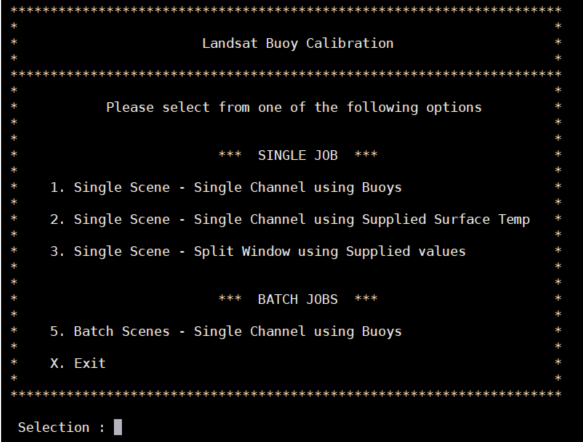 **********************************************************************
*                                                                    *
*                       Landsat Buoy Calibration                     *
*                                                                    *
**********************************************************************
*                                                                    *
*           Please select from one of the following options          *
*                                                                    *
*                                                                    *
*                         ***  SINGLE JOB  ***                       *
*                                                                    *
*    1. Single Scene - Single Channel using Buoys                    *
*                                                                    *
*    2. Single Scene - Single Channel using Supplied Surface Temp    *
*                                                                    *
*    3. Single Scene - Split Window using Supplied values            *
*                                                                    *
*                                                                    *
*                         ***  BATCH JOBS  ***                       *
*                                                                    *
*    5. Batch Scenes - Single Channel using Buoys                    *
*                                                                    *
*    X. Exit                                                         *
*                                                                    *
**********************************************************************
Selection :